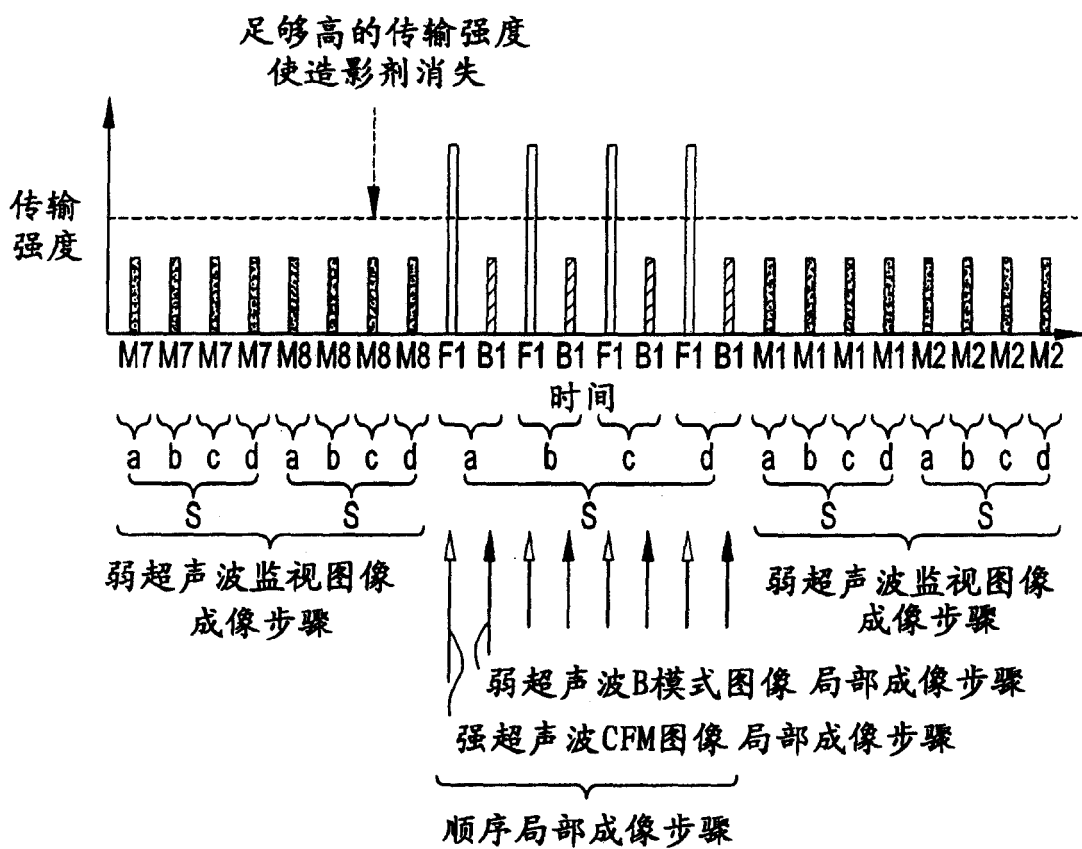 足够高的传输强度
使造影剂消失
传输
强度
M7 M7 M7 M7 M8 M8 M8 M8 F1 B1 F1 B1 F1 B1 F1 B1 M1 M1 M1 M1 M2 M2 M2 M2
时间
a b c d a b c d a b c d a b c d a b c d
S S S S S
弱超声波监视图像
成像步骤
弱超声波监视图像
成像步骤
弱超声波B模式图像 局部成像步骤
强超声波CFM图像 局部成像步骤
顺序局部成像步骤